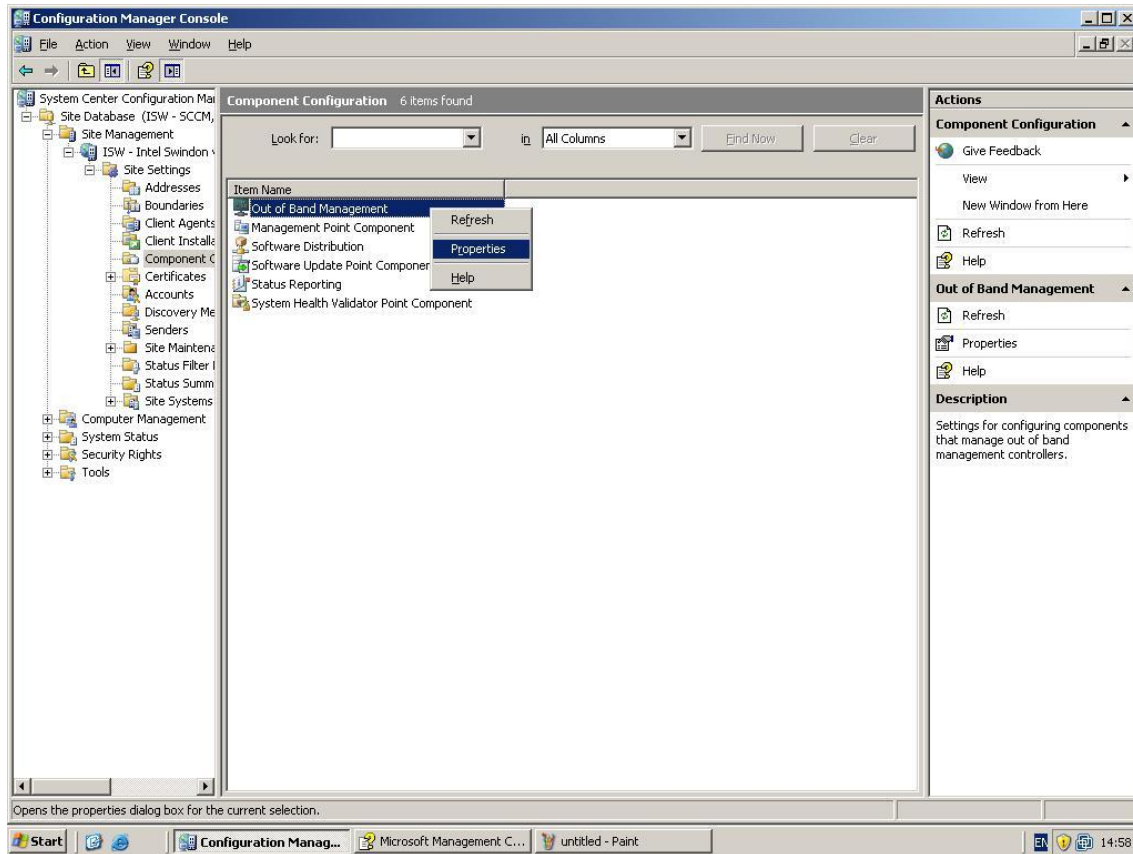 Configuration Manager Console
File Action View Window Help
System Center Configuration Mar
Site Database (ISW - SCCM,
Site Management
ISW - Intel Swindon
Site Settings
Addresses
Boundaries
Client Agents
Client Installa
Component C
Certificates
Accounts
Discovery Me
Senders
Site Maintena
Status Filter
Status Summ
Site Systems
Computer Management
System Status
Security Rights
Tools
Component Configuration 6 items found
Look for: in All Columns Find Now Clear
Item Name
Out of Band Management
Management Point Component
Software Distribution
Software Update Point Componer
Status Reporting
System Health Validator Point Component
Refresh
Properties
Help
Actions
Component Configuration
Give Feedback
View
New Window from Here
Refresh
Help
Out of Band Management
Refresh
Properties
Help
Description
Settings for configuring components
that manage out of band
management controllers.
Opens the properties dialog box for the current selection.
Start Configuration Manag... Microsoft Management C... untitled - Paint EN 14:58